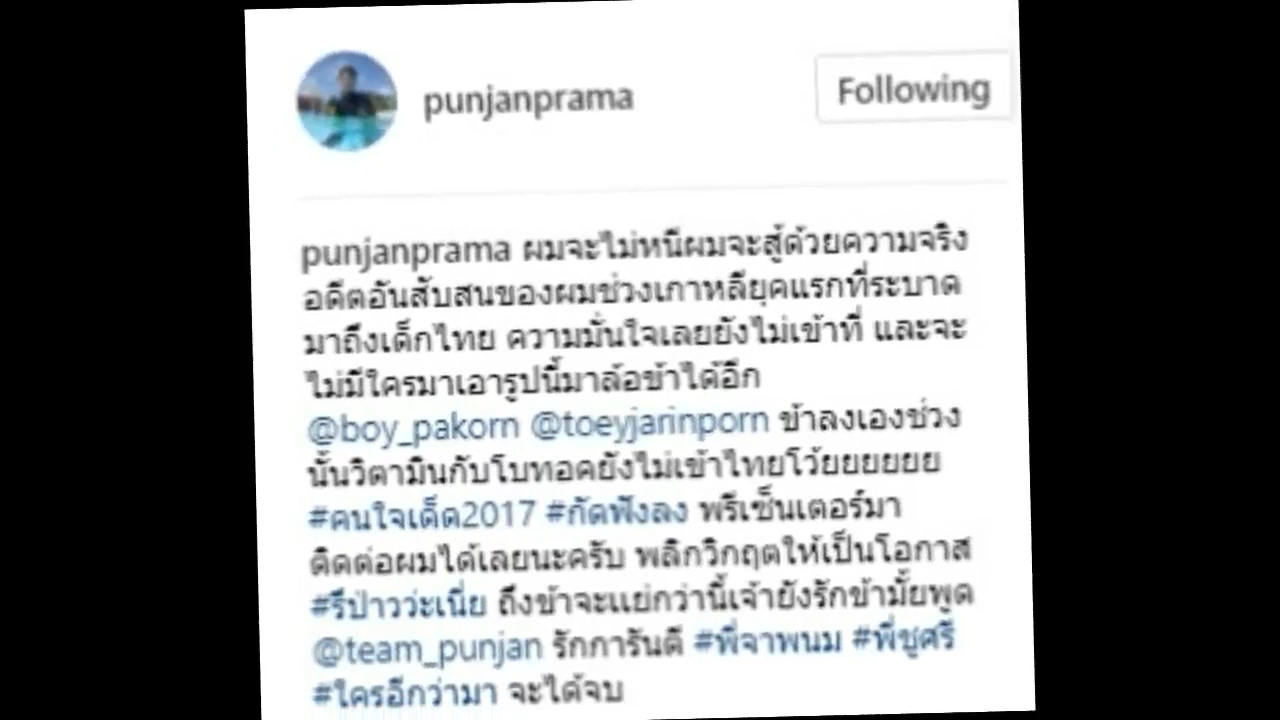 punjanprama
Following
punjanprama ผมจะไม่หนีผมจะสู้ด้วยความจริง
อดีตอันสับสนของผมช่วงเกาหลียุคแรกที่ระบาด
มาถึงเด็กไทย ความมั่นใจเลยยังไม่เข้าที่ และจะ
ไม่มีใครมาเอารูปนี้มาล้อข้าได้อีก
@boy_pakorn @toeyjarinporn ข้าลงเองช่วง
นั้นวิตามินกับโบทอคยังไม่เข้าไทยโว้ยยยยยย
#คนใจเด็ด2017 #กัดฟังลง พรีเซ็นเตอร์มา
ติดต่อผมได้เลยนะครับ พลิกวิกฤตให้เป็นโอกาส
#รึป่าวว่ะเนี่ย ถึงข้าจะแย่กว่านี้เจ้ายังรักข้ามั้ยพูด
@team_punjan รักการันตี #พี่จาพนม #พี่ชูศรี
#ใครอีกว่ามา จะได้จบ